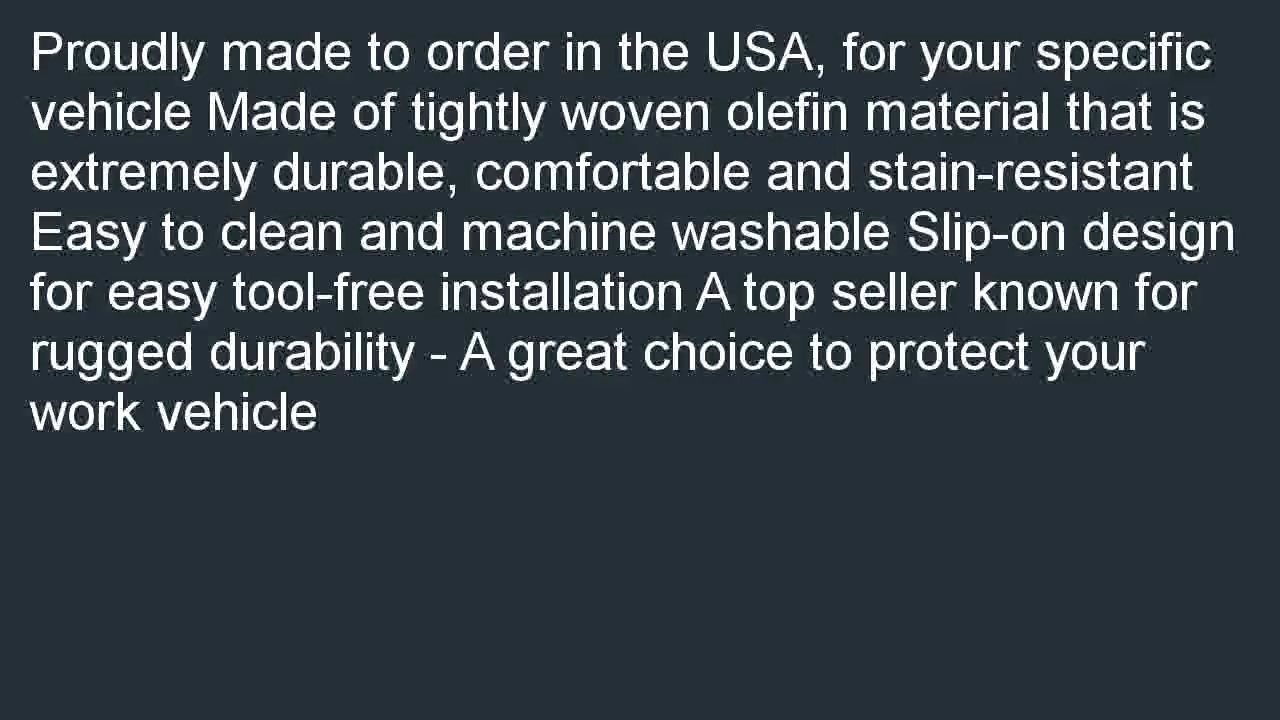 Proudly made to order in the USA, for your specific
vehicle Made of tightly woven olefin material that is
extremely durable, comfortable and stain-resistant
Easy to clean and machine washable Slip-on design
for easy tool-free installation A top seller known for
rugged durability - A great choice to protect your
work vehicle